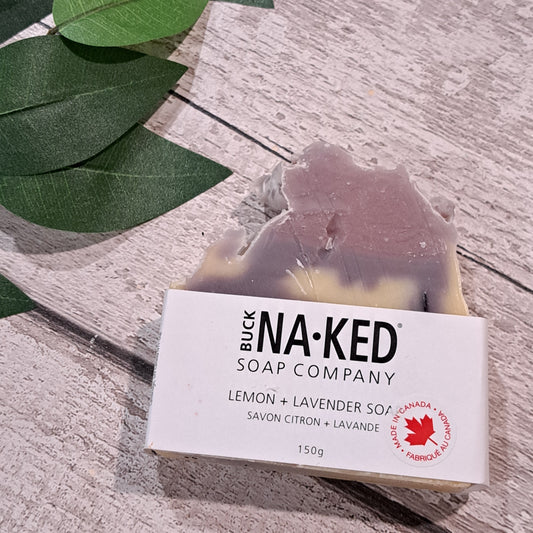 BUCK
NA•KED®
SOAP COMPANY
LEMON + LAVENDER SOA
SAVON CITRON + LAVANDE
150g
MADE IN CANADA
FABRIQUÉ AU CANADA